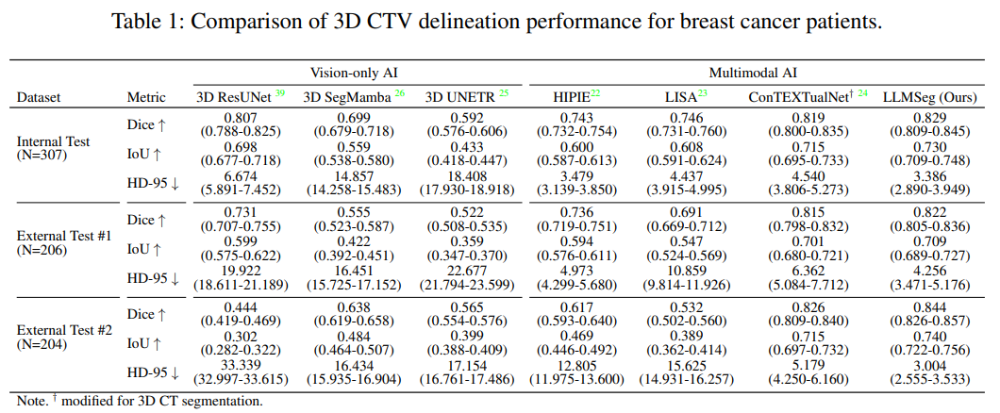 Table 1: Comparison of 3D CTV delineation performance for breast cancer patients.
Vision-only AI Multimodal AI
Dataset Metric 3D ResUNet 39 3D SegMamba 26 3D UNETR 25 HIPIE22 LISA23 ConTEXTualNet† 24 LLMSeg (Ours)
Internal Test (N=307)
Dice ↑ 0.807 0.699 0.592 0.743 0.746 0.819 0.829
(0.788-0.825) (0.679-0.718) (0.576-0.606) (0.732-0.754) (0.731-0.760) (0.800-0.835) (0.809-0.845)
IoU ↑ 0.698 0.559 0.433 0.600 0.608 0.715 0.730
(0.677-0.718) (0.538-0.580) (0.418-0.447) (0.587-0.613) (0.591-0.624) (0.695-0.733) (0.709-0.748)
HD-95 ↓ 6.674 14.857 18.408 3.479 4.437 4.540 3.386
(5.891-7.452) (14.258-15.483) (17.930-18.918) (3.139-3.850) (3.915-4.995) (3.806-5.273) (2.890-3.949)
External Test #1 (N=206)
Dice ↑ 0.731 0.555 0.522 0.736 0.691 0.815 0.822
(0.707-0.755) (0.523-0.587) (0.508-0.535) (0.719-0.751) (0.669-0.712) (0.798-0.832) (0.805-0.836)
IoU ↑ 0.599 0.422 0.359 0.594 0.547 0.701 0.709
(0.575-0.622) (0.392-0.451) (0.347-0.370) (0.576-0.611) (0.524-0.569) (0.680-0.721) (0.689-0.727)
HD-95 ↓ 19.922 16.451 22.677 4.973 10.859 6.362 4.256
(18.611-21.189) (15.725-17.152) (21.794-23.599) (4.299-5.680) (9.814-11.926) (5.084-7.712) (3.471-5.176)
External Test #2 (N=204)
Dice ↑ 0.444 0.638 0.565 0.617 0.532 0.826 0.844
(0.419-0.469) (0.619-0.658) (0.554-0.576) (0.593-0.640) (0.502-0.560) (0.809-0.840) (0.826-0.857)
IoU ↑ 0.302 0.484 0.399 0.469 0.389 0.715 0.740
(0.282-0.322) (0.464-0.507) (0.388-0.409) (0.446-0.492) (0.362-0.414) (0.697-0.732) (0.722-0.756)
HD-95 ↓ 33.339 16.434 17.154 12.805 15.625 5.179 3.004
(32.997-33.615) (15.935-16.904) (16.761-17.486) (11.975-13.600) (14.931-16.257) (4.250-6.160) (2.555-3.533)
Note. † modified for 3D CT segmentation.